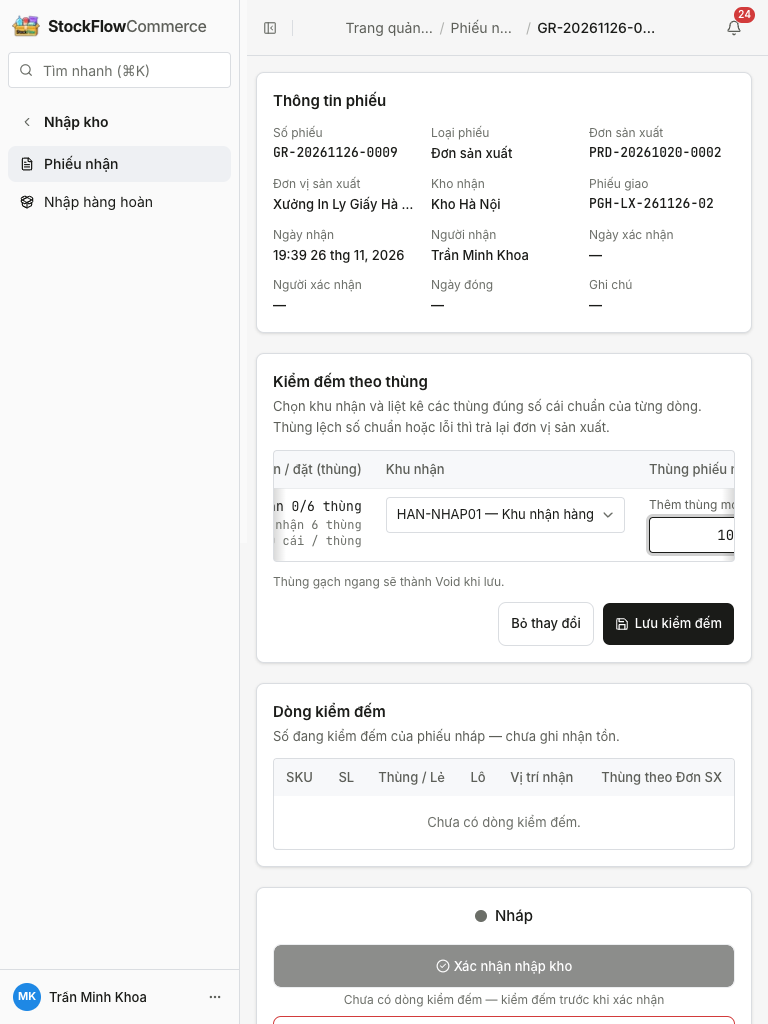 StockFlowCommerce
Tìm nhanh (⌘K)
Nhập kho
Phiếu nhận
Nhập hàng hoàn
MK Trần Minh Khoa
Trang quản... / Phiếu n... / GR-20261126-0...
24
Thông tin phiếu
Số phiếu
GR-20261126-0009
Loại phiếu
Đơn sản xuất
Đơn sản xuất
PRD-20261020-0002
Đơn vị sản xuất
Xưởng In Ly Giấy Hà ...
Kho nhận
Kho Hà Nội
Phiếu giao
PGH-LX-261126-02
Ngày nhận
19:39 26 thg 11, 2026
Người nhận
Trần Minh Khoa
Ngày xác nhận
—
Người xác nhận
—
Ngày đóng
—
Ghi chú
—
Kiểm đếm theo thùng
Chọn khu nhận và liệt kê các thùng đúng số cái chuẩn của từng dòng.
Thùng lệch số chuẩn hoặc lỗi thì trả lại đơn vị sản xuất.
/ đặt (thùng) Khu nhận Thùng phiếu
0/6 thùng
nhận 6 thùng
cái / thùng
HAN-NHAP01 — Khu nhận hàng
Thêm thùng
10
Thùng gạch ngang sẽ thành Void khi lưu.
Bỏ thay đổi
Lưu kiểm đếm
Dòng kiểm đếm
Số đang kiểm đếm của phiếu nháp — chưa ghi nhận tồn.
SKU SL Thùng / Lẻ Lô Vị trí nhận Thùng theo Đơn SX
Chưa có dòng kiểm đếm.
Nháp
Xác nhận nhập kho
Chưa có dòng kiểm đếm — kiểm đếm trước khi xác nhận